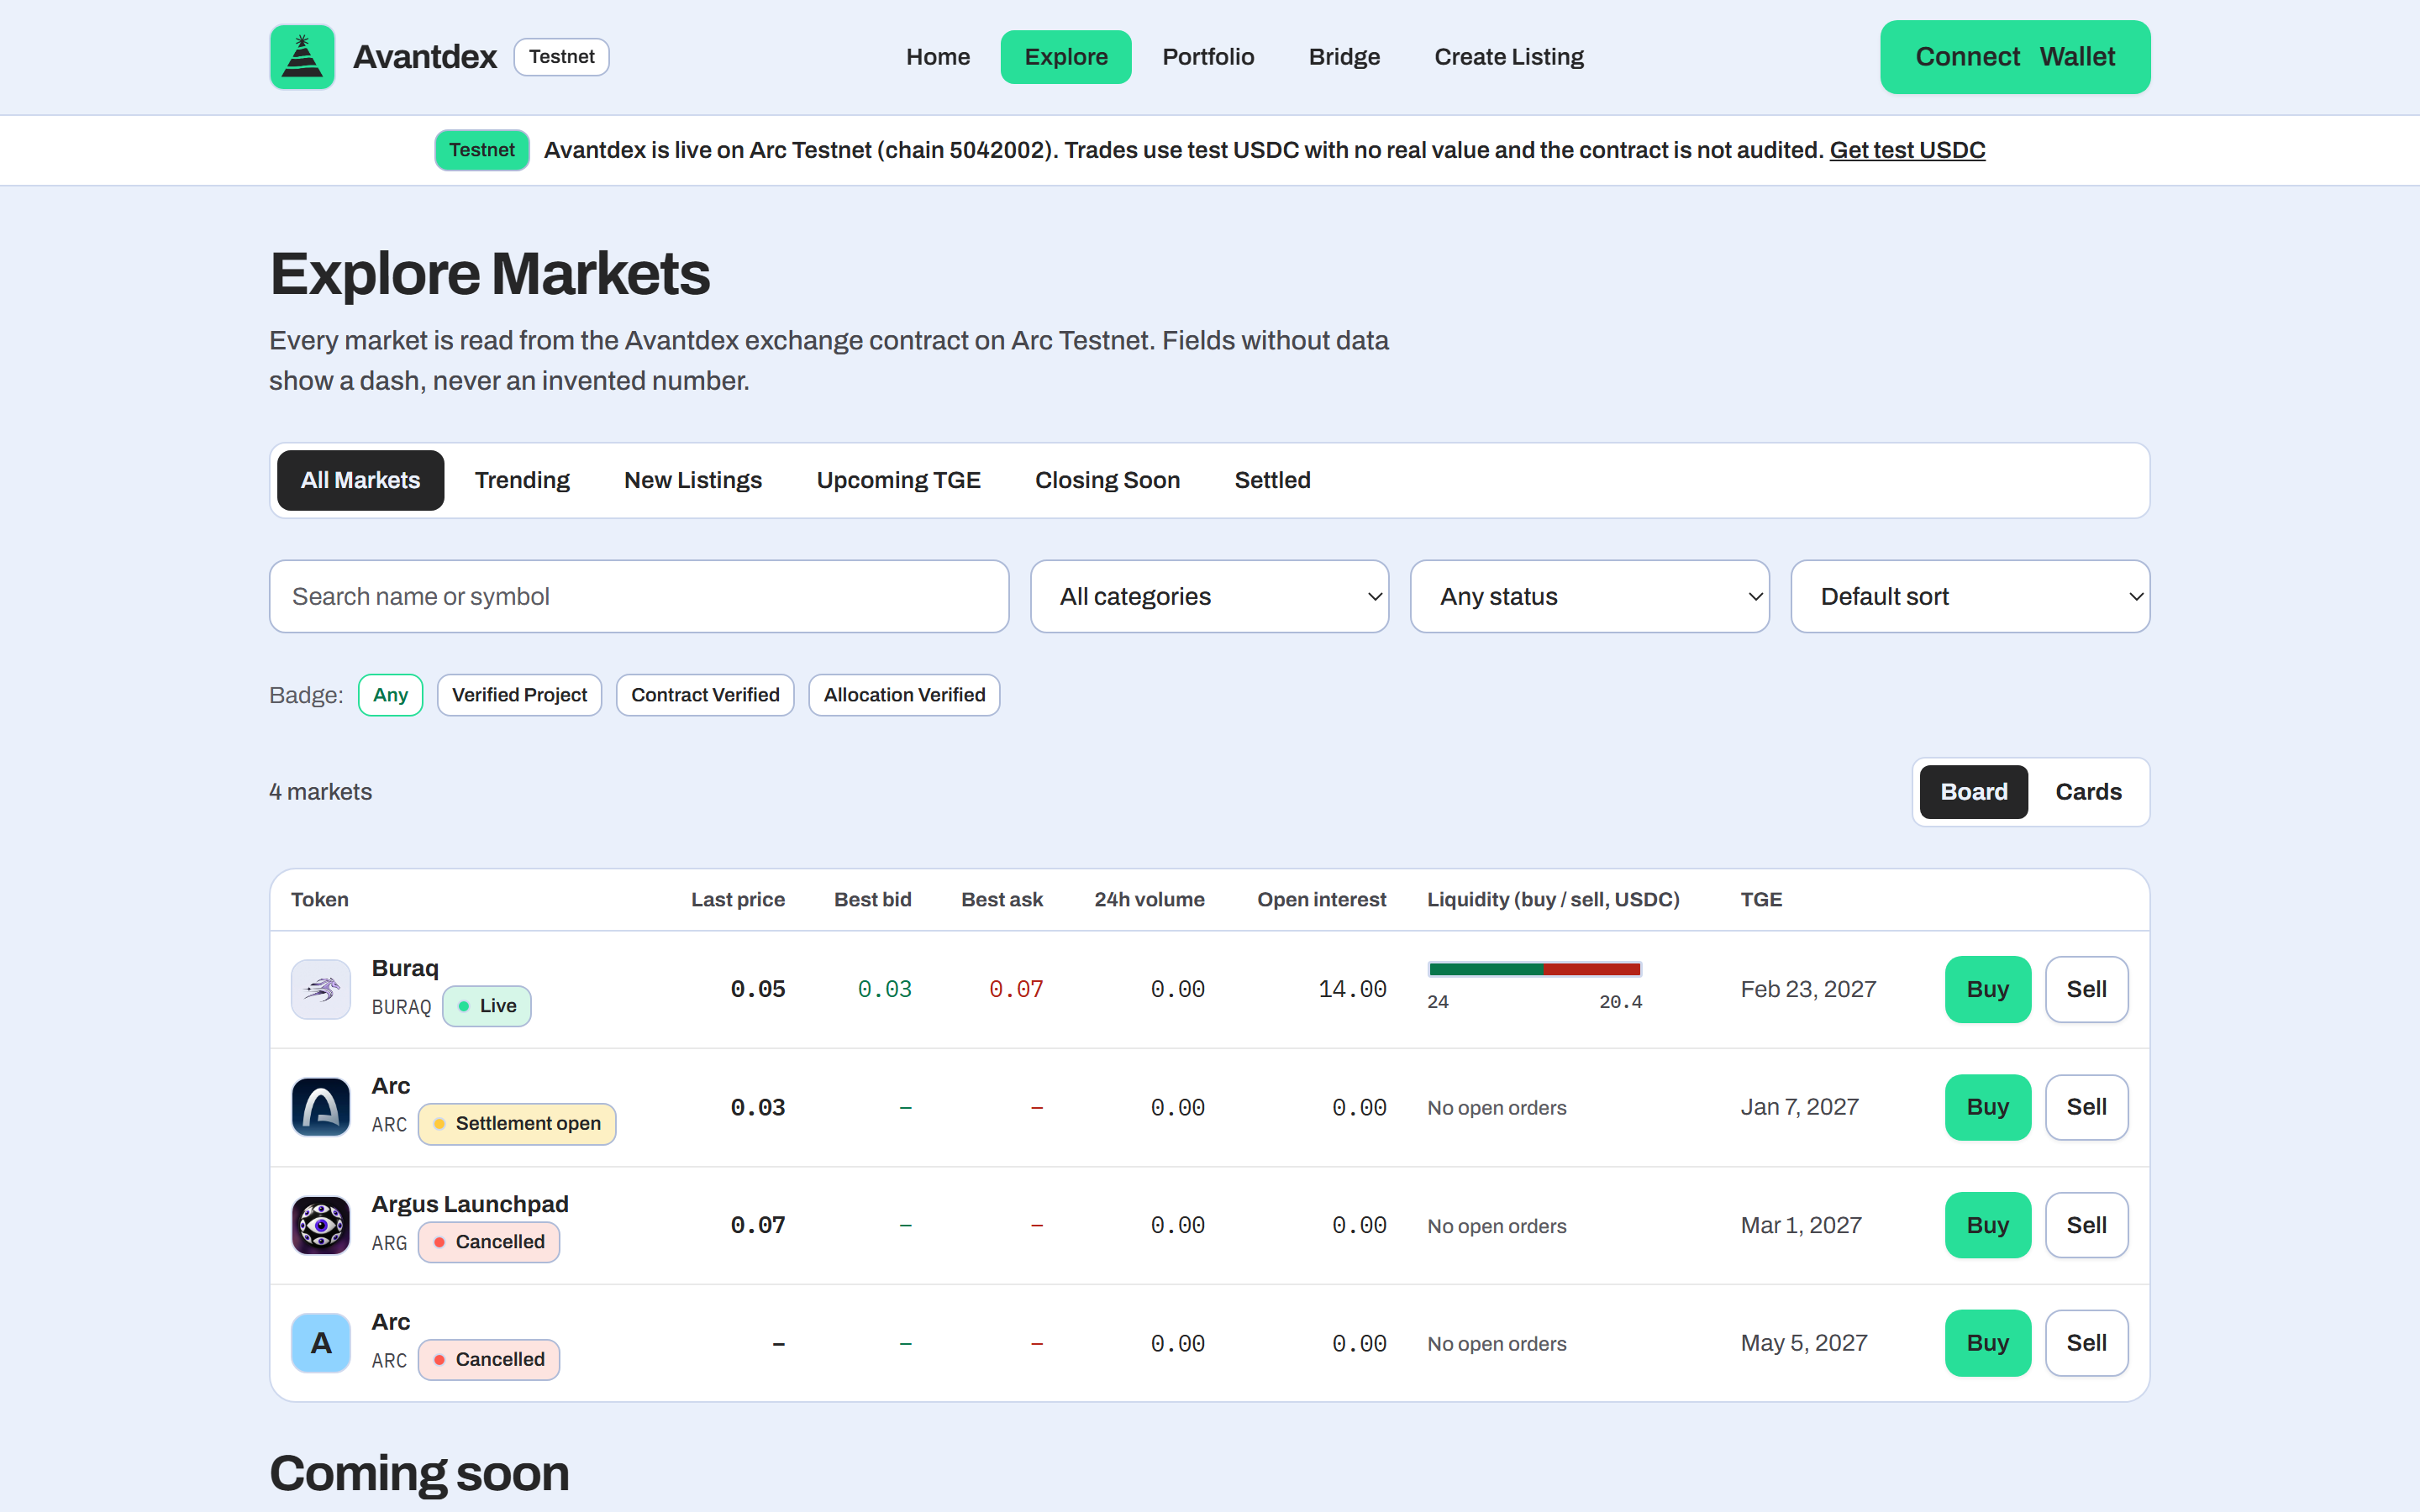 Avantdex Testnet Home Explore Portfolio Bridge Create Listing Connect Wallet
Testnet Avantdex is live on Arc Testnet (chain 5042002). Trades use test USDC with no real value and the contract is not audited. Get test USDC
Explore Markets
Every market is read from the Avantdex exchange contract on Arc Testnet. Fields without data
show a dash, never an invented number.
All Markets Trending New Listings Upcoming TGE Closing Soon Settled
Search name or symbol All categories Any status Default sort
Badge: Any Verified Project Contract Verified Allocation Verified
4 markets Board Cards
Token Last price Best bid Best ask 24h volume Open interest Liquidity (buy / sell, USDC) TGE
Buraq
BURAQ Live 0.05 0.03 0.07 0.00 14.00 24 20.4 Feb 23, 2027 Buy Sell
Arc
ARC Settlement open 0.03 – – 0.00 0.00 No open orders Jan 7, 2027 Buy Sell
Argus Launchpad
ARG Cancelled 0.07 – – 0.00 0.00 No open orders Mar 1, 2027 Buy Sell
A Arc
ARC Cancelled – – – 0.00 0.00 No open orders May 5, 2027 Buy Sell
Coming soon